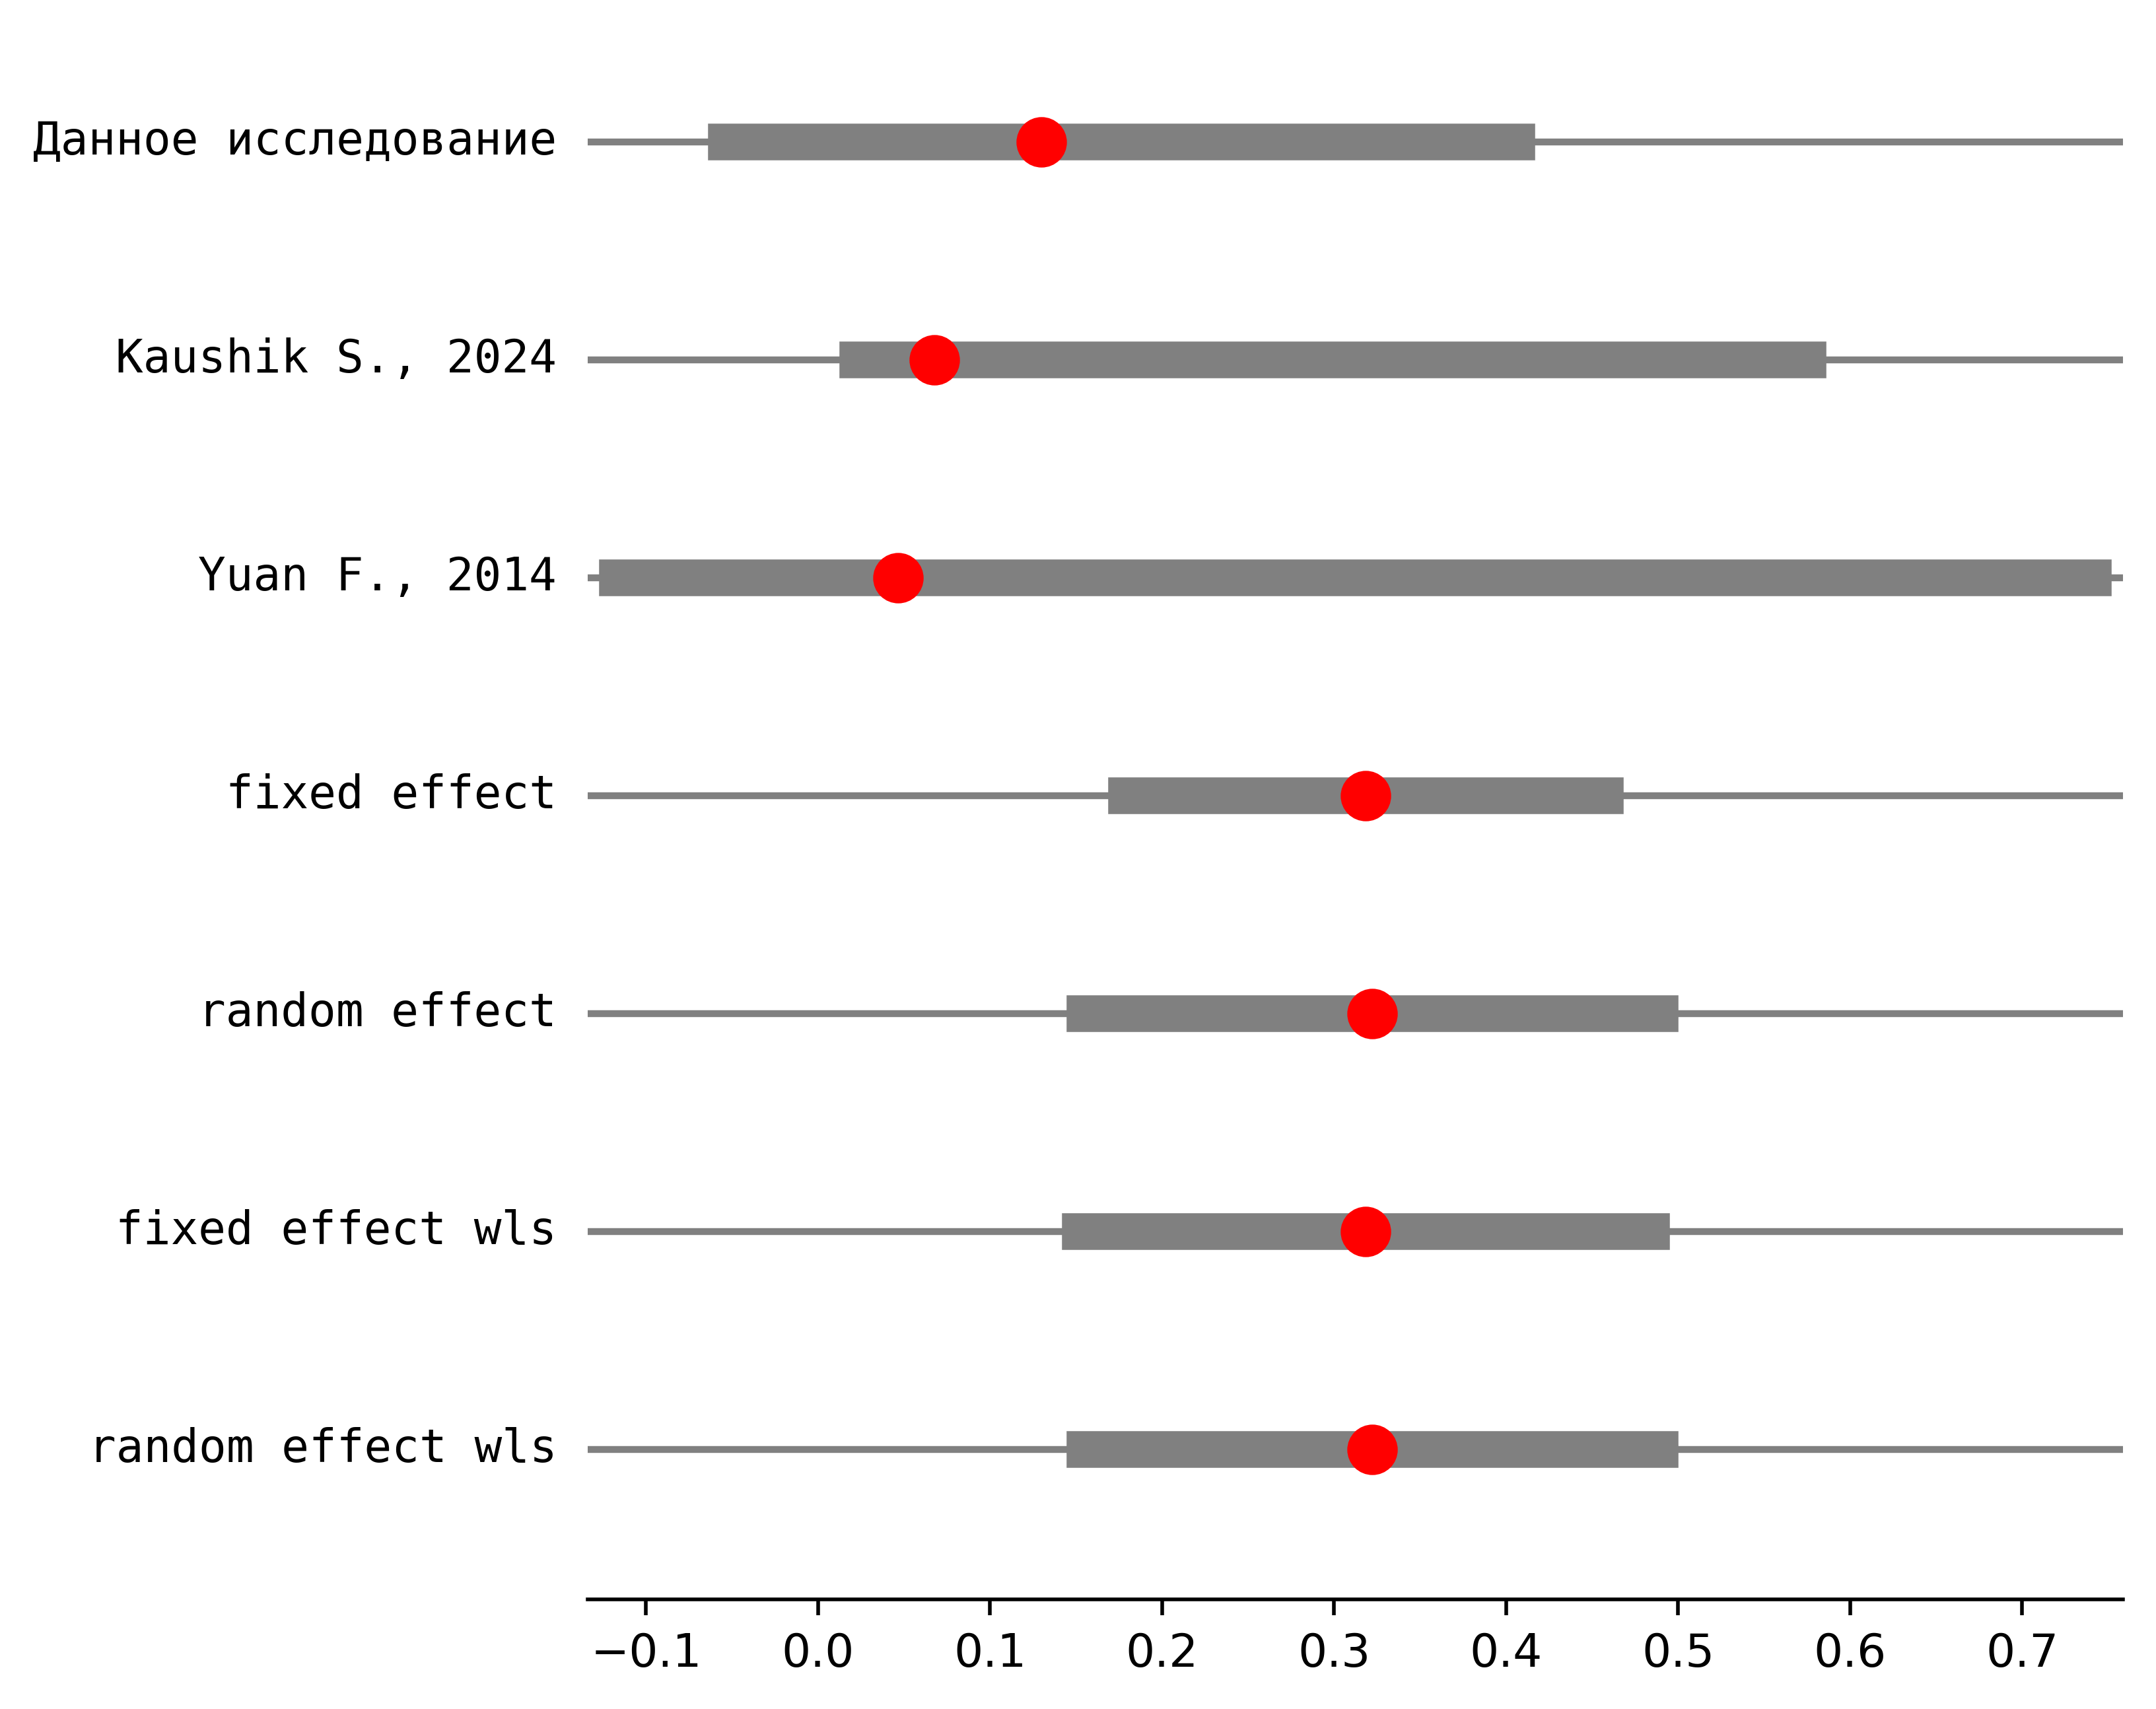 Данное исследование
Kaushik S., 2024
Yuan F., 2014
fixed effect
random effect
fixed effect wls
random effect wls
−0.1 0.0 0.1 0.2 0.3 0.4 0.5 0.6 0.7